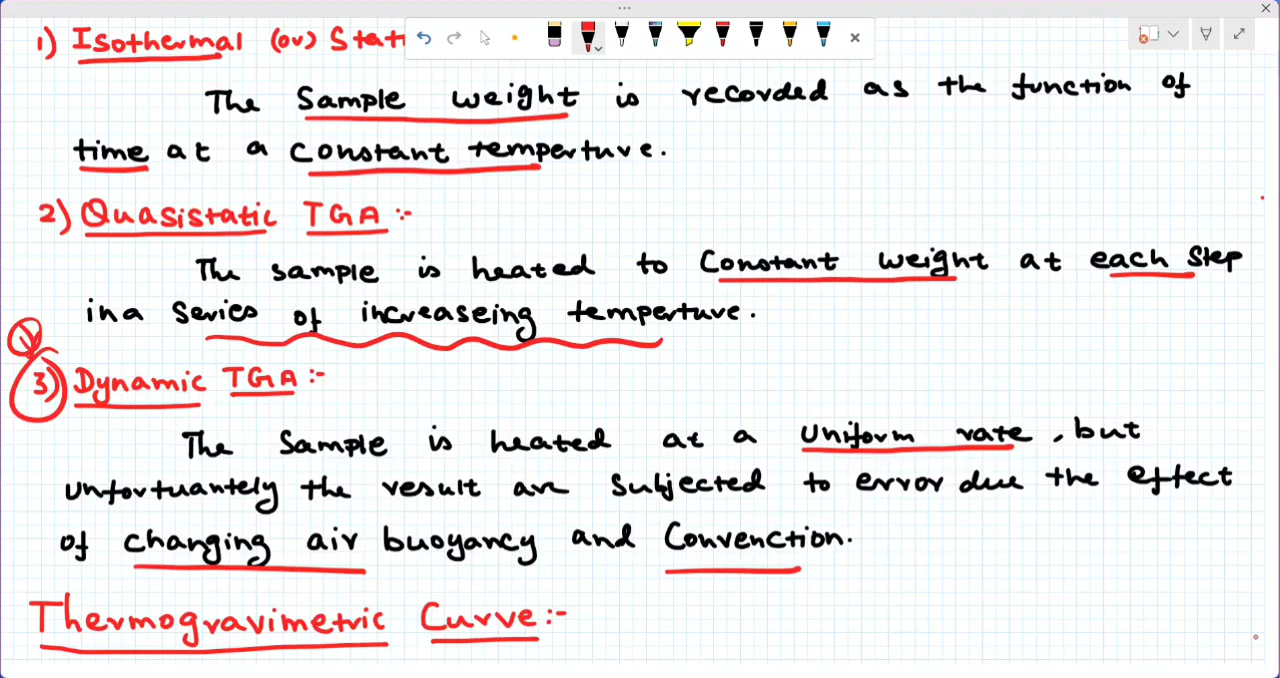 1) Isothermal (or) Stat
The Sample weight is recorded as the function of
time at a constant temperture.
2) Quasistatic TGA :-
The sample is heated to constant weight at each step
in a series of increaseing temperture.
3) Dynamic TGA :-
The Sample is heated at a uniform rate, but
unfortuantely the result are subjected to error due the effect
of changing air buoyancy and Convenction.
Thermogravimetric Curve :-